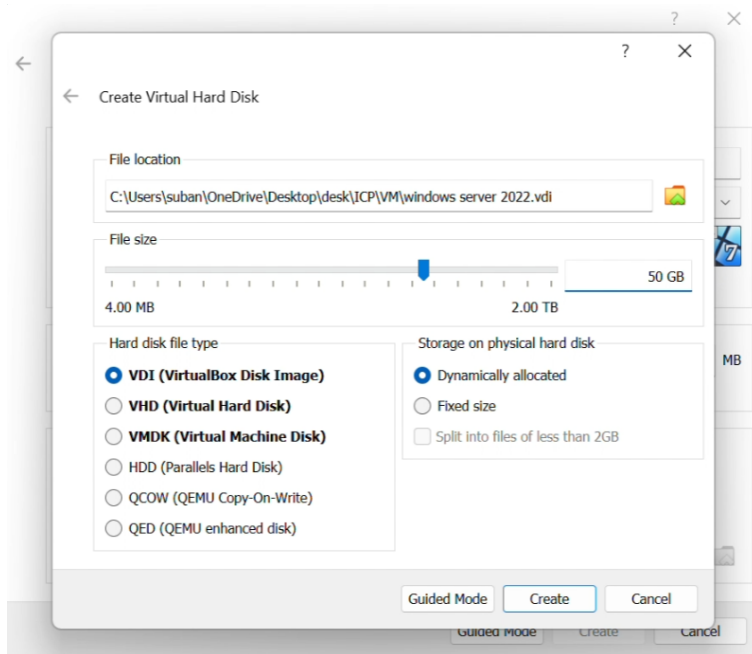 ?
?
Create Virtual Hard Disk
File location
C:\Users\suban\OneDrive\Desktop\desk\ICP\VM\windows server 2022.vdi
File size
50 GB
4.00 MB 2.00 TB
7
Hard disk file type
VDI (VirtualBox Disk Image)
VHD (Virtual Hard Disk)
VMDK (Virtual Machine Disk)
HDD (Parallels Hard Disk)
QCOW (QEMU Copy-On-Write)
QED (QEMU enhanced disk)
Storage on physical hard disk
Dynamically allocated
Fixed size
Split into files of less than 2GB
MB
Guided Mode Create Cancel
Guided Mode Create Cancel